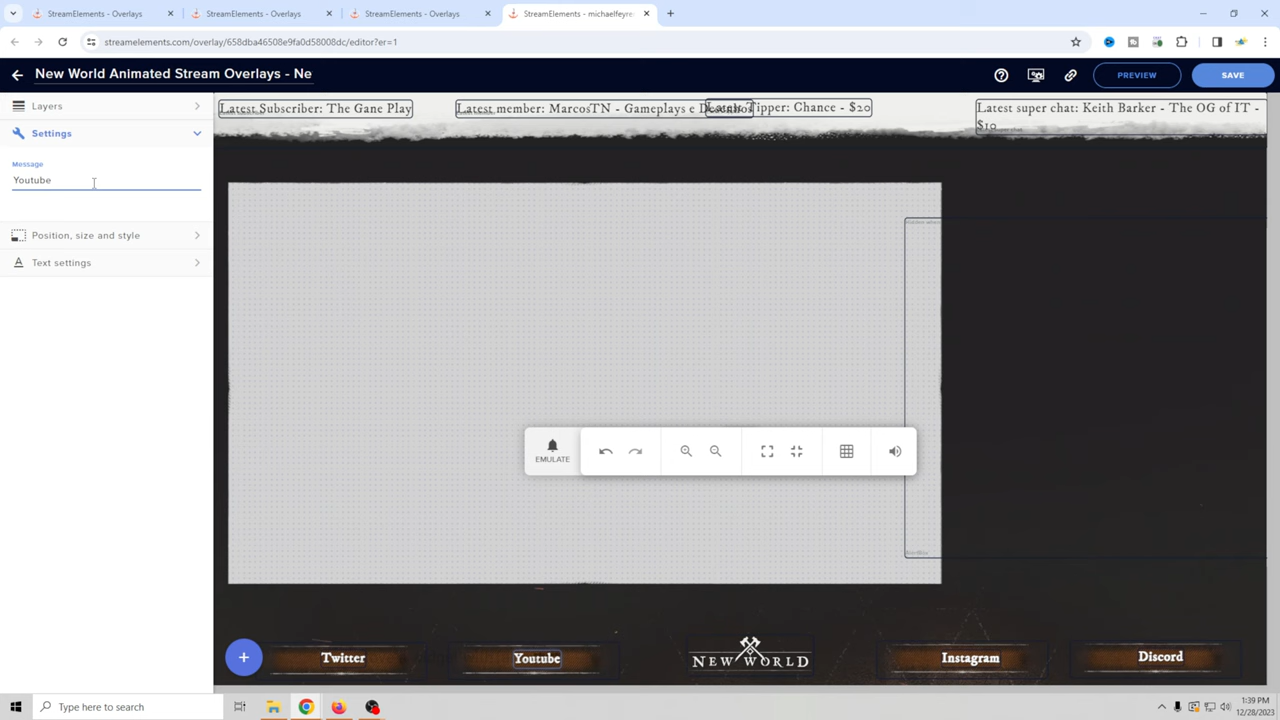 StreamElements - Overlays
StreamElements - Overlays
StreamElements - Overlays
StreamElements - michaelfeyre
streamelements.com/overlay/658dba46508e9fa0d58008dc/editor?er=1
New World Animated Stream Overlays - Ne
PREVIEW
SAVE
Layers
Settings
Message
Youtube
Position, size and style
Text settings
Latest Subscriber: The Gane Play
Latest member: MarcosTN - Gameplays e
Tipper: Chance - $20
Latest super chat: Keith Barker - The OG of IT -
$10
EMULATE
AlertBox
Twitter
Youtube
NEW WORLD
Instagram
Discord
Type here to search
1:39 PM
12/28/2023